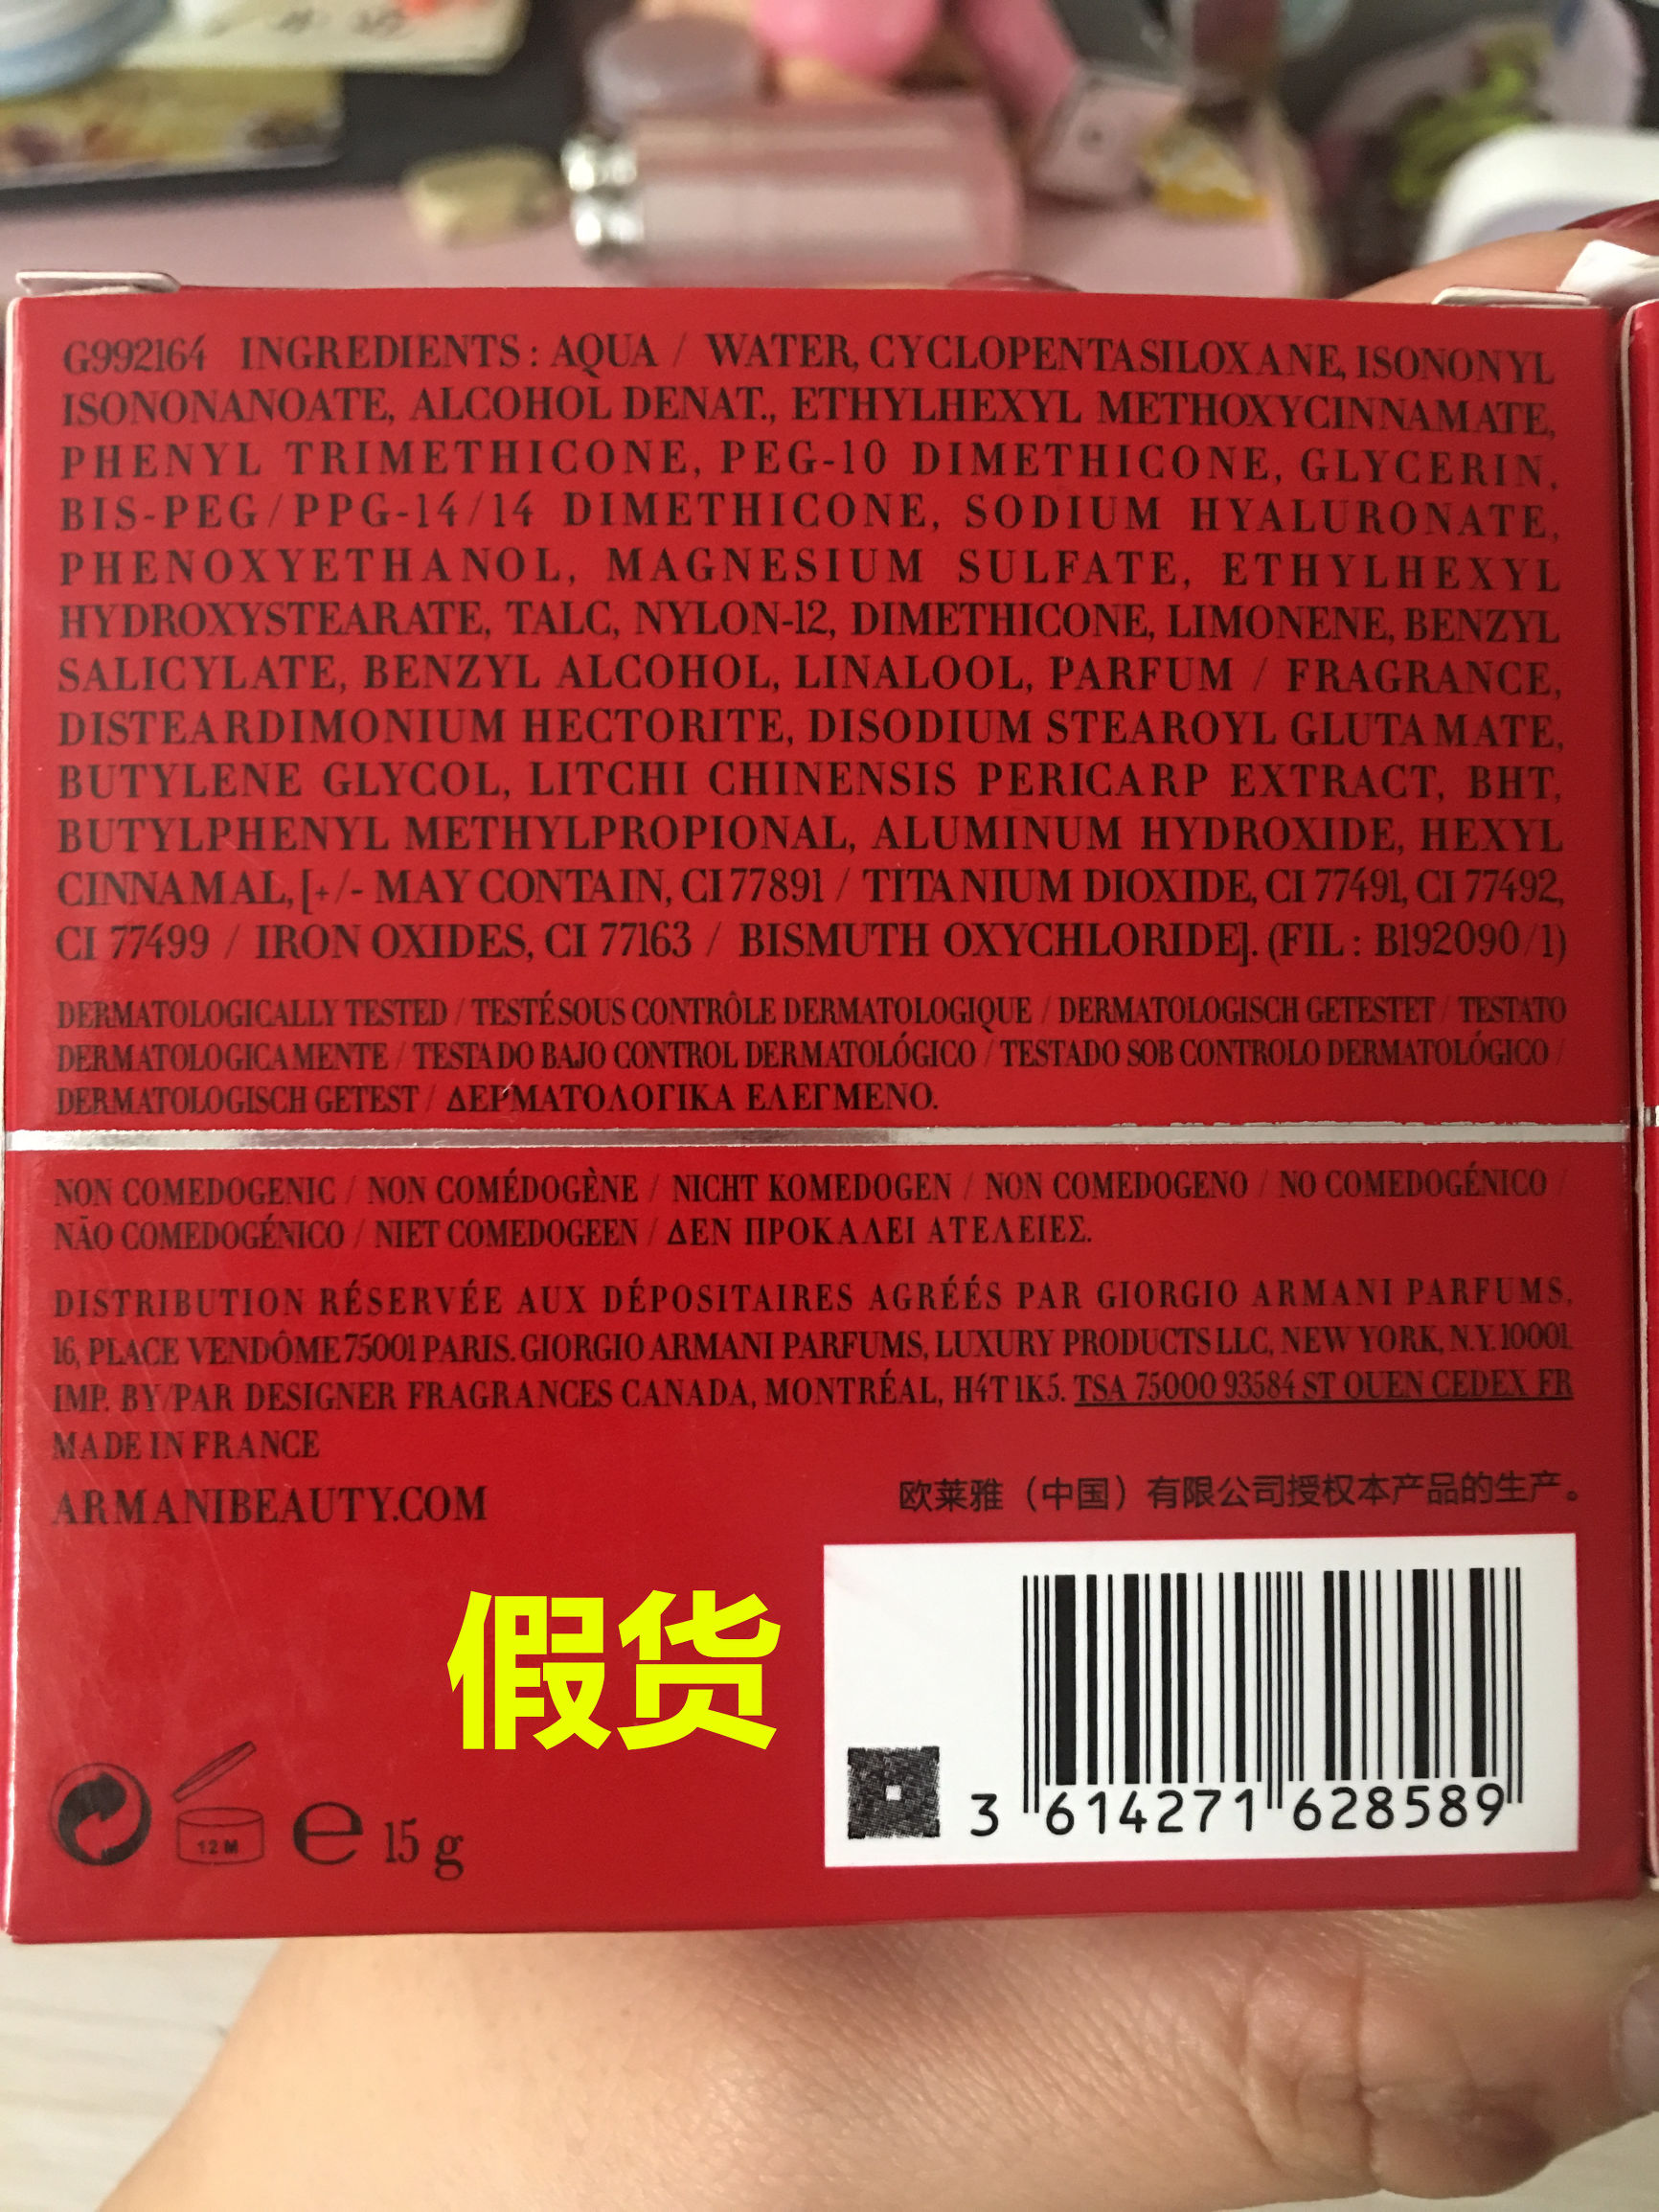 G992164 INGREDIENTS : AQUA / WATER, CYCLOPENTASILOXANE, ISONONYL
ISONONANOATE, ALCOHOL DENAT., ETHYLHEXYL METHOXYCINNAMATE,
PHENYL TRIMETHICONE, PEG-10 DIMETHICONE, GLYCERIN,
BIS-PEG/PPG-14/14 DIMETHICONE, SODIUM HYALURONATE,
PHENOXYETHANOL, MAGNESIUM SULFATE, ETHYLHEXYL
HYDROXYSTEARATE, TALC, NYLON-12, DIMETHICONE, LIMONENE, BENZYL
SALICYLATE, BENZYL ALCOHOL, LINALOOL, PARFUM / FRAGRANCE,
DISTEARDIMONIUM HECTORITE, DISODIUM STEAROYL GLUTAMATE,
BUTYLENE GLYCOL, LITCHI CHINENSIS PERICARP EXTRACT, BHT,
BUTYLPHENYL METHYLPROPIONAL, ALUMINUM HYDROXIDE, HEXYL
CINNAMAL, [+/- MAY CONTAIN, CI 77891 / TITANIUM DIOXIDE, CI 77491, CI 77492,
CI 77499 / IRON OXIDES, CI 77163 / BISMUTH OXYCHLORIDE]. (FIL : B192090/1)
DERMATOLOGICALLY TESTED / TESTÉ SOUS CONTRÔLE DERMATOLOGIQUE / DERMATOLOGISCH GETESTET / TESTATO
DERMATOLOGICAMENTE / TESTADO BAJO CONTROL DERMATOLÓGICO / TESTADO SOB CONTROLO DERMATOLÓGICO /
DERMATOLOGISCH GETEST / ΔΕΡΜΑΤΟΛΟΓΙΚΑ ΕΛΕΓΜΕΝΟ.
NON COMEDOGENIC / NON COMÉDOGÈNE / NICHT KOMEDOGEN / NON COMEDOGENO / NO COMEDOGÉNICO /
NÃO COMEDOGÉNICO / NIET COMEDOGEEN / ΔΕΝ ΠΡΟΚΑΛΕΙ ΑΤΕΛΕΙΕΣ.
DISTRIBUTION RÉSERVÉE AUX DÉPOSITAIRES AGRÉÉS PAR GIORGIO ARMANI PARFUMS,
16, PLACE VENDÔME 75001 PARIS. GIORGIO ARMANI PARFUMS, LUXURY PRODUCTS LLC, NEW YORK, N.Y. 10001.
IMP. BY/PAR DESIGNER FRAGRANCES CANADA, MONTRÉAL, H4T 1K5. TSA 75000 93584 ST OUEN CEDEX FR
MADE IN FRANCE
ARMANIBEAUTY.COM
欧莱雅（中国）有限公司授权本产品的生产。
假货
12 M
e 15 g
3 614271 628589